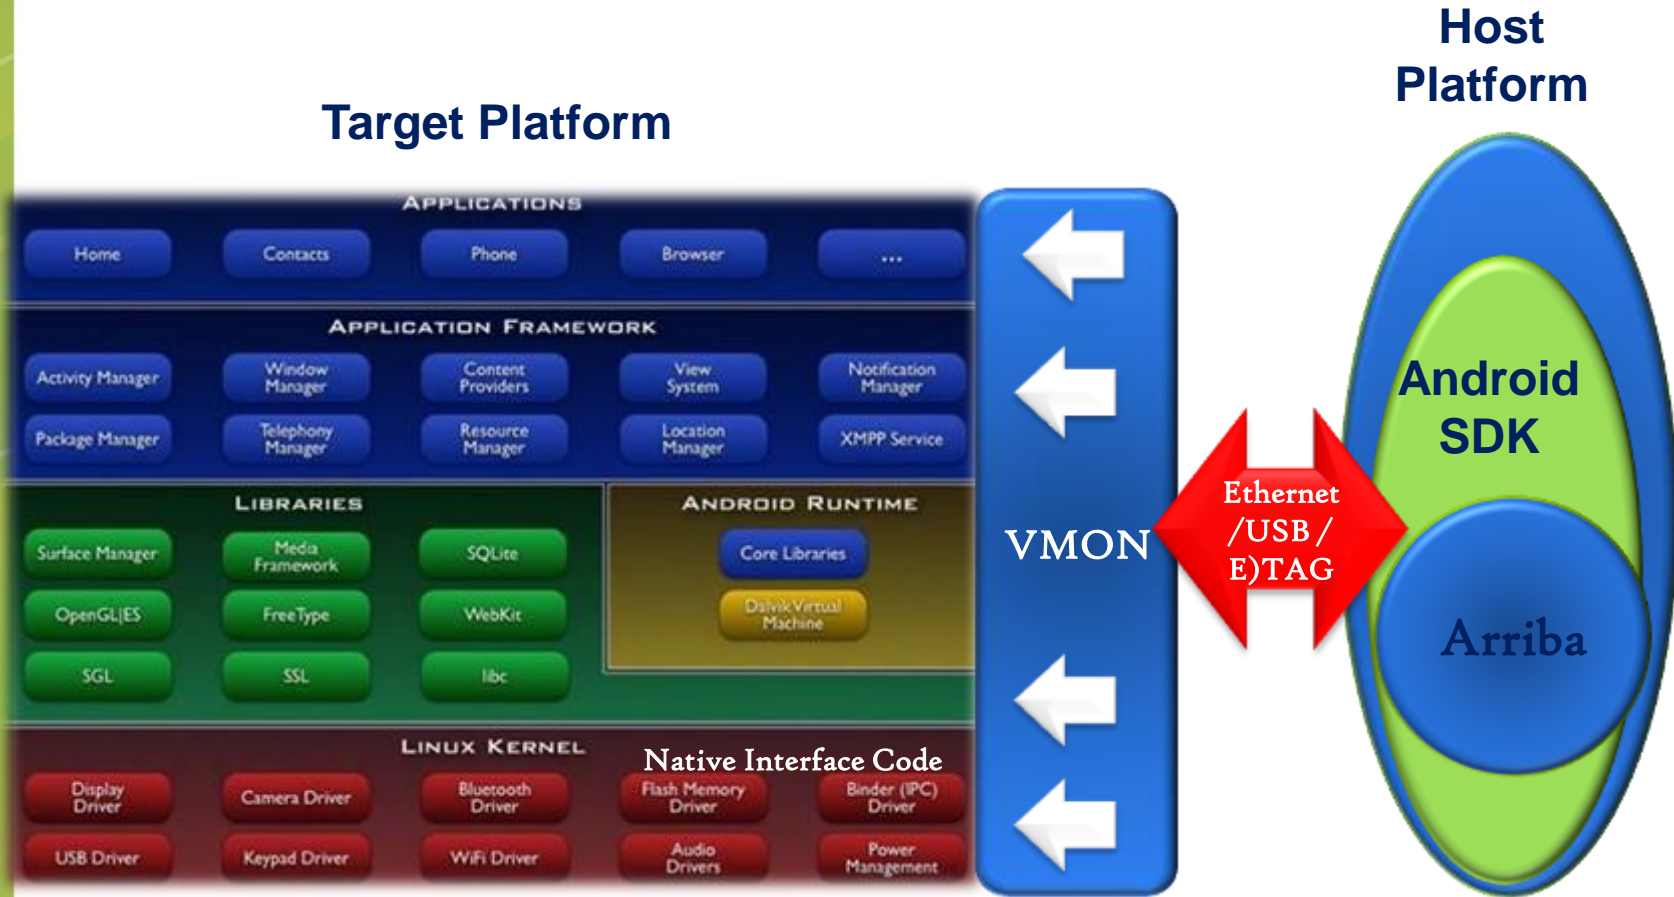 Host
Platform
Target Platform
APPLICATIONS
Home
Contacts
Phone
Browser
...
APPLICATION FRAMEWORK
Activity Manager
Window
Manager
Content
Providers
View
System
Notification
Manager
Package Manager
Telephony
Manager
Resource
Manager
Location
Manager
XMPP Service
LIBRARIES
Surface Manager
Media
Framework
SQLite
OpenGL|ES
FreeType
WebKit
SGL
SSL
libc
ANDROID RUNTIME
Core Libraries
Dalvik Virtual
Machine
LINUX KERNEL
Native Interface Code
Display
Driver
Camera Driver
Bluetooth
Driver
Flash Memory
Driver
Binder (IPC)
Driver
USB Driver
Keypad Driver
WiFi Driver
Audio
Drivers
Power
Management
VMON
Ethernet
/USB /
E)TAG
Android
SDK
Arriba